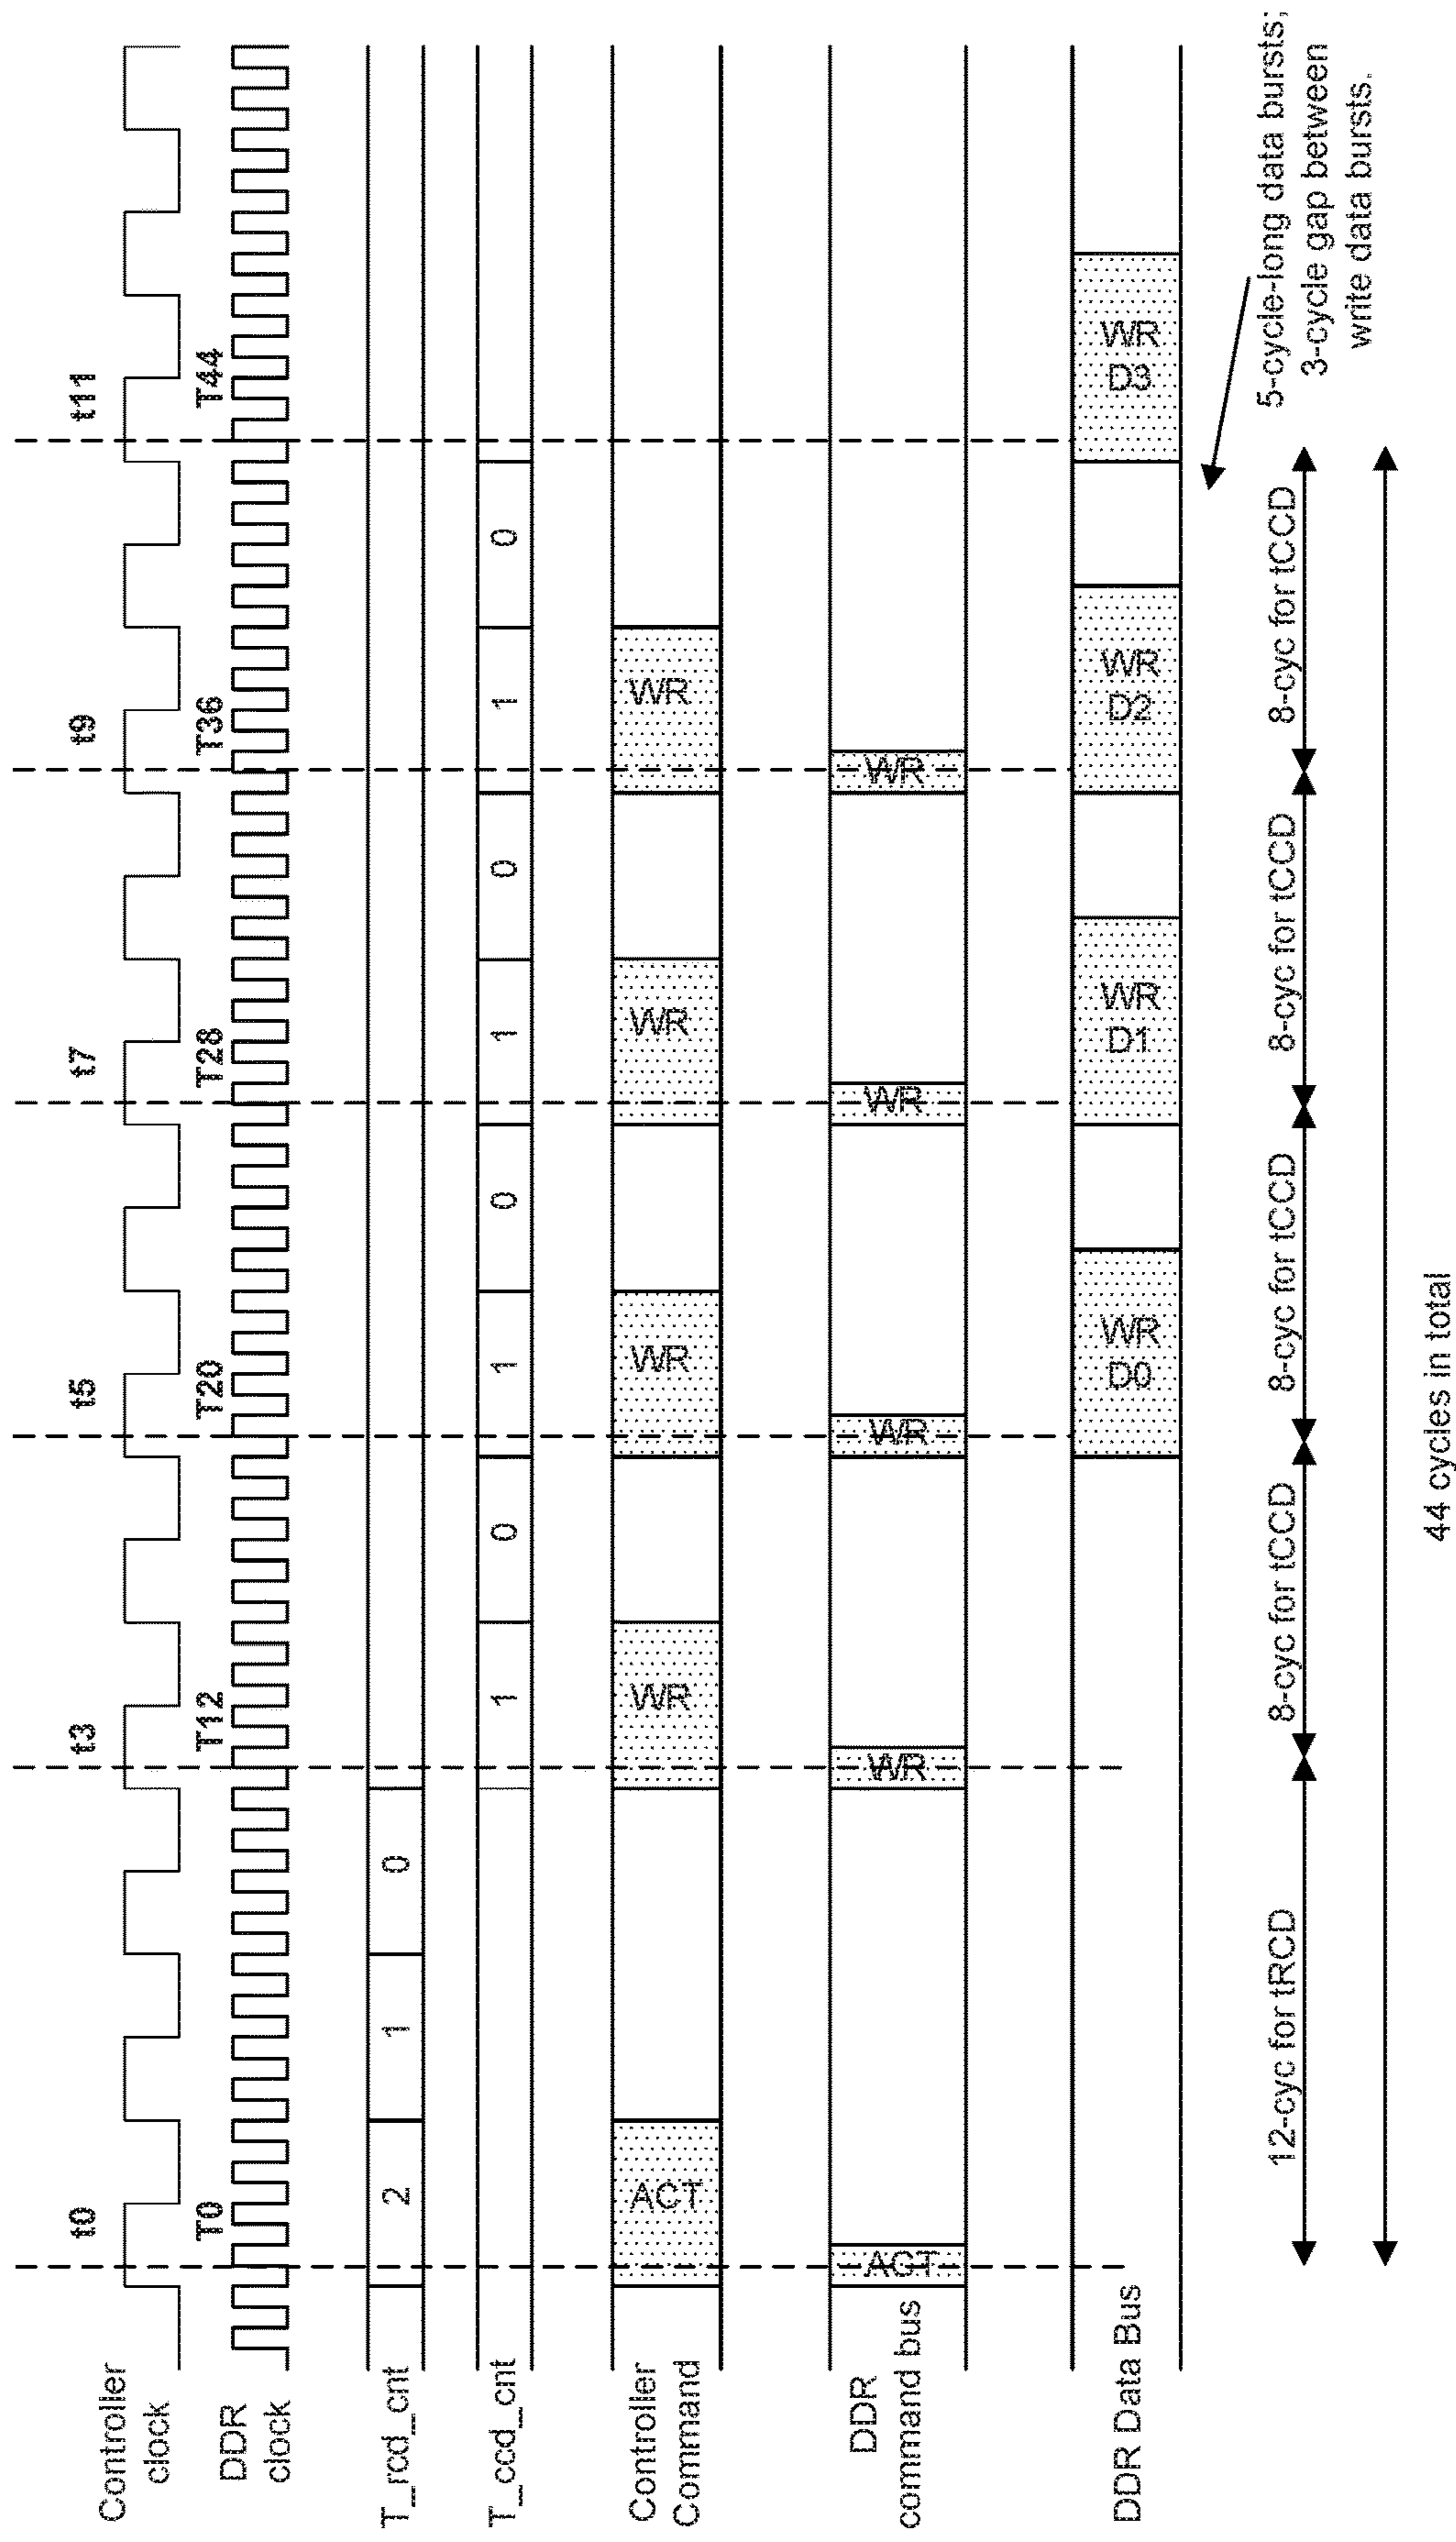 t0 t3 t5 t7 t9 t11
Controller
clock
T0 T12 T20 T28 T36 T44
DDR
clock
T_rcd_cnt 2 1 0
T_ccd_cnt 1 0 1 0 1 0 1 0
Controller
Command
ACT WR WR WR WR
DDR
command bus
ACT WR WR WR WR
DDR Data Bus
WR
D0
WR
D1
WR
D2
WR
D3
5-cycle-long data bursts;
3-cycle gap between
write data bursts.
12-cyc for tRCD 8-cyc for tCCD 8-cyc for tCCD 8-cyc for tCCD 8-cyc for tCCD
44 cycles in total